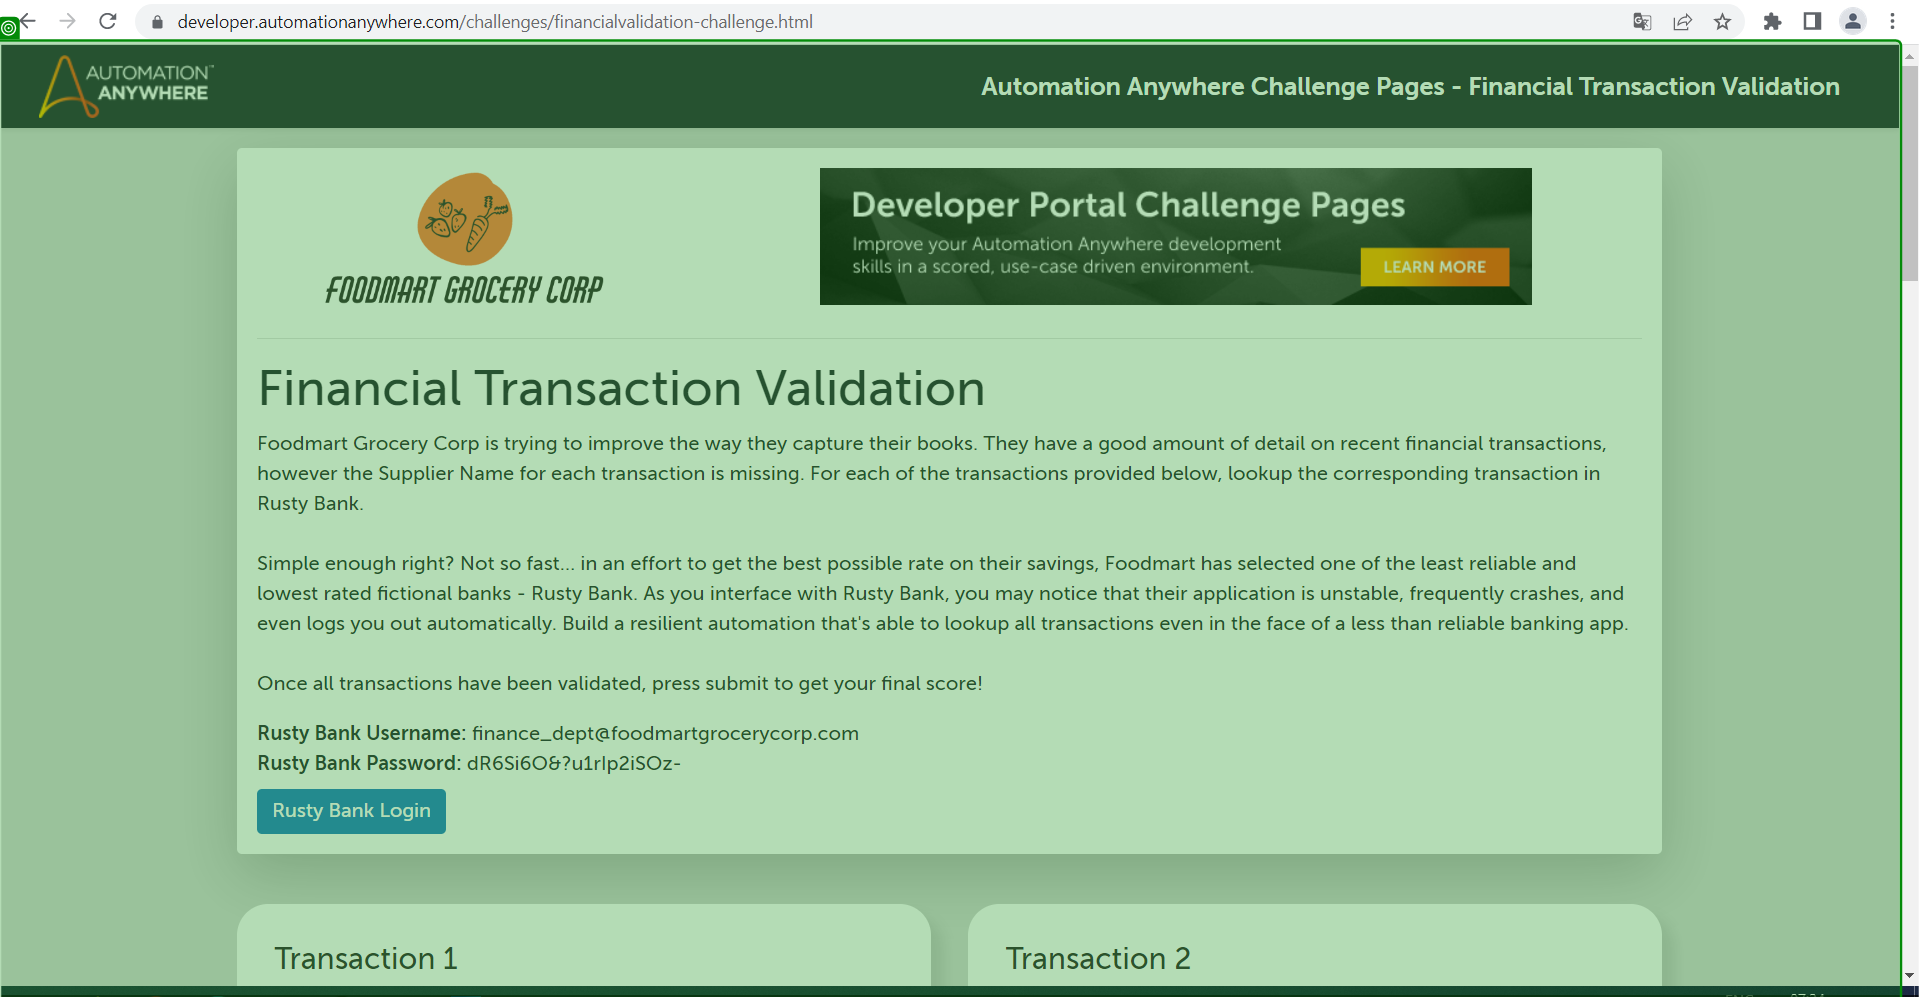 developer.automationanywhere.com/challenges/financialvalidation-challenge.html
AUTOMATION
ANYWHERE
Automation Anywhere Challenge Pages - Financial Transaction Validation
FOODMART GROCERY CORP
Developer Portal Challenge Pages
Improve your Automation Anywhere development
skills in a scored, use-case driven environment.
LEARN MORE
Financial Transaction Validation
Foodmart Grocery Corp is trying to improve the way they capture their books. They have a good amount of detail on recent financial transactions,
however the Supplier Name for each transaction is missing. For each of the transactions provided below, lookup the corresponding transaction in
Rusty Bank.
Simple enough right? Not so fast... in an effort to get the best possible rate on their savings, Foodmart has selected one of the least reliable and
lowest rated fictional banks - Rusty Bank. As you interface with Rusty Bank, you may notice that their application is unstable, frequently crashes, and
even logs you out automatically. Build a resilient automation that's able to lookup all transactions even in the face of a less than reliable banking app.
Once all transactions have been validated, press submit to get your final score!
Rusty Bank Username: finance_dept@foodmartgrocerycorp.com
Rusty Bank Password: dR6Si6O&?u1rIp2iSOz-
Rusty Bank Login
Transaction 1
Transaction 2